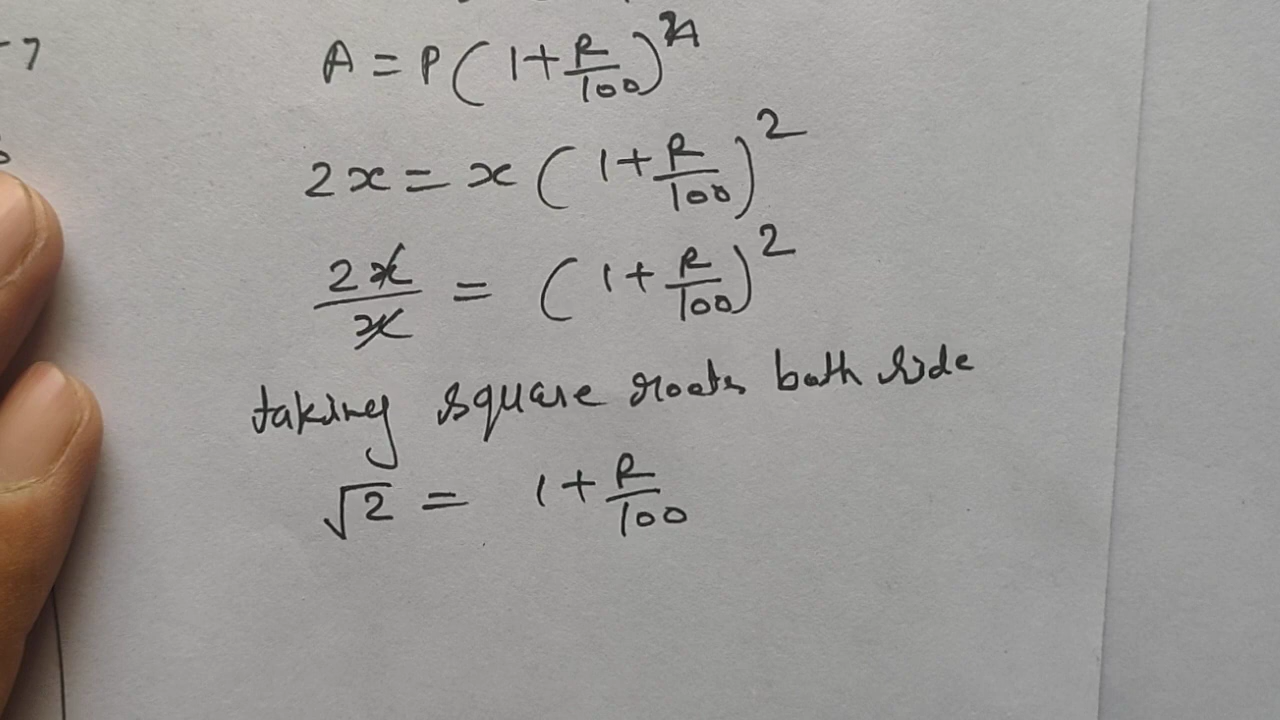 A = P(1+R/100)
2x = x(1+R/100)²
2x/x = (1+R/100)²
taking square roots both side
√2 = 1+R/100